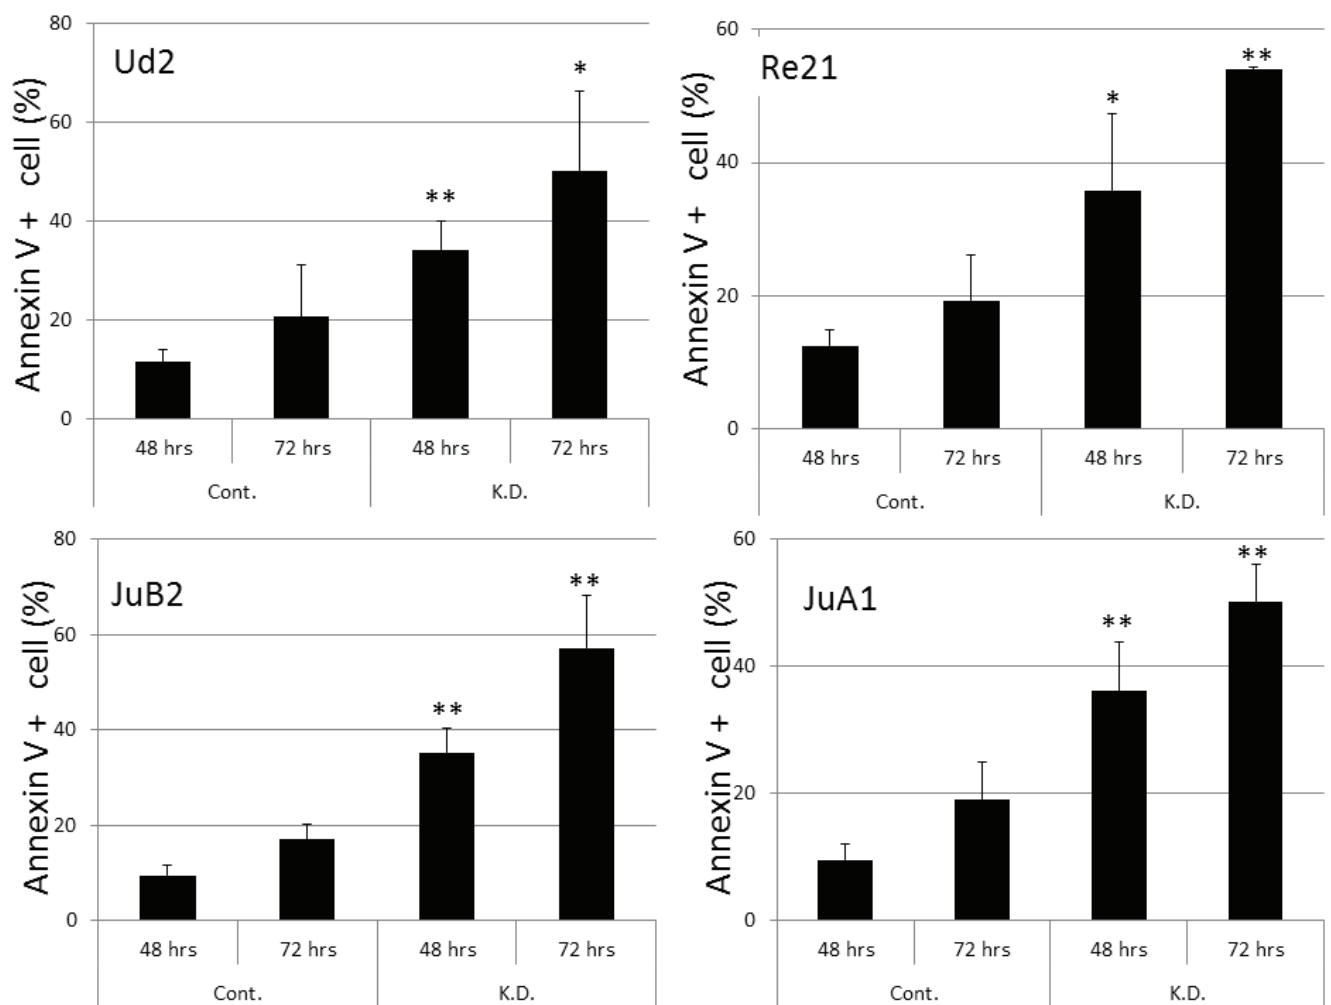 Ud2
Annexin V + cell (%)
80
60
40
20
0
**
*
48 hrs 72 hrs 48 hrs 72 hrs
Cont. K.D.
Re21
Annexin V + cell (%)
60
40
20
0
*
**
48 hrs 72 hrs 48 hrs 72 hrs
Cont. K.D.
JuB2
Annexin V + cell (%)
80
60
40
20
0
**
**
48 hrs 72 hrs 48 hrs 72 hrs
Cont. K.D.
JuA1
Annexin V + cell (%)
60
40
20
0
**
**
48 hrs 72 hrs 48 hrs 72 hrs
Cont. K.D.